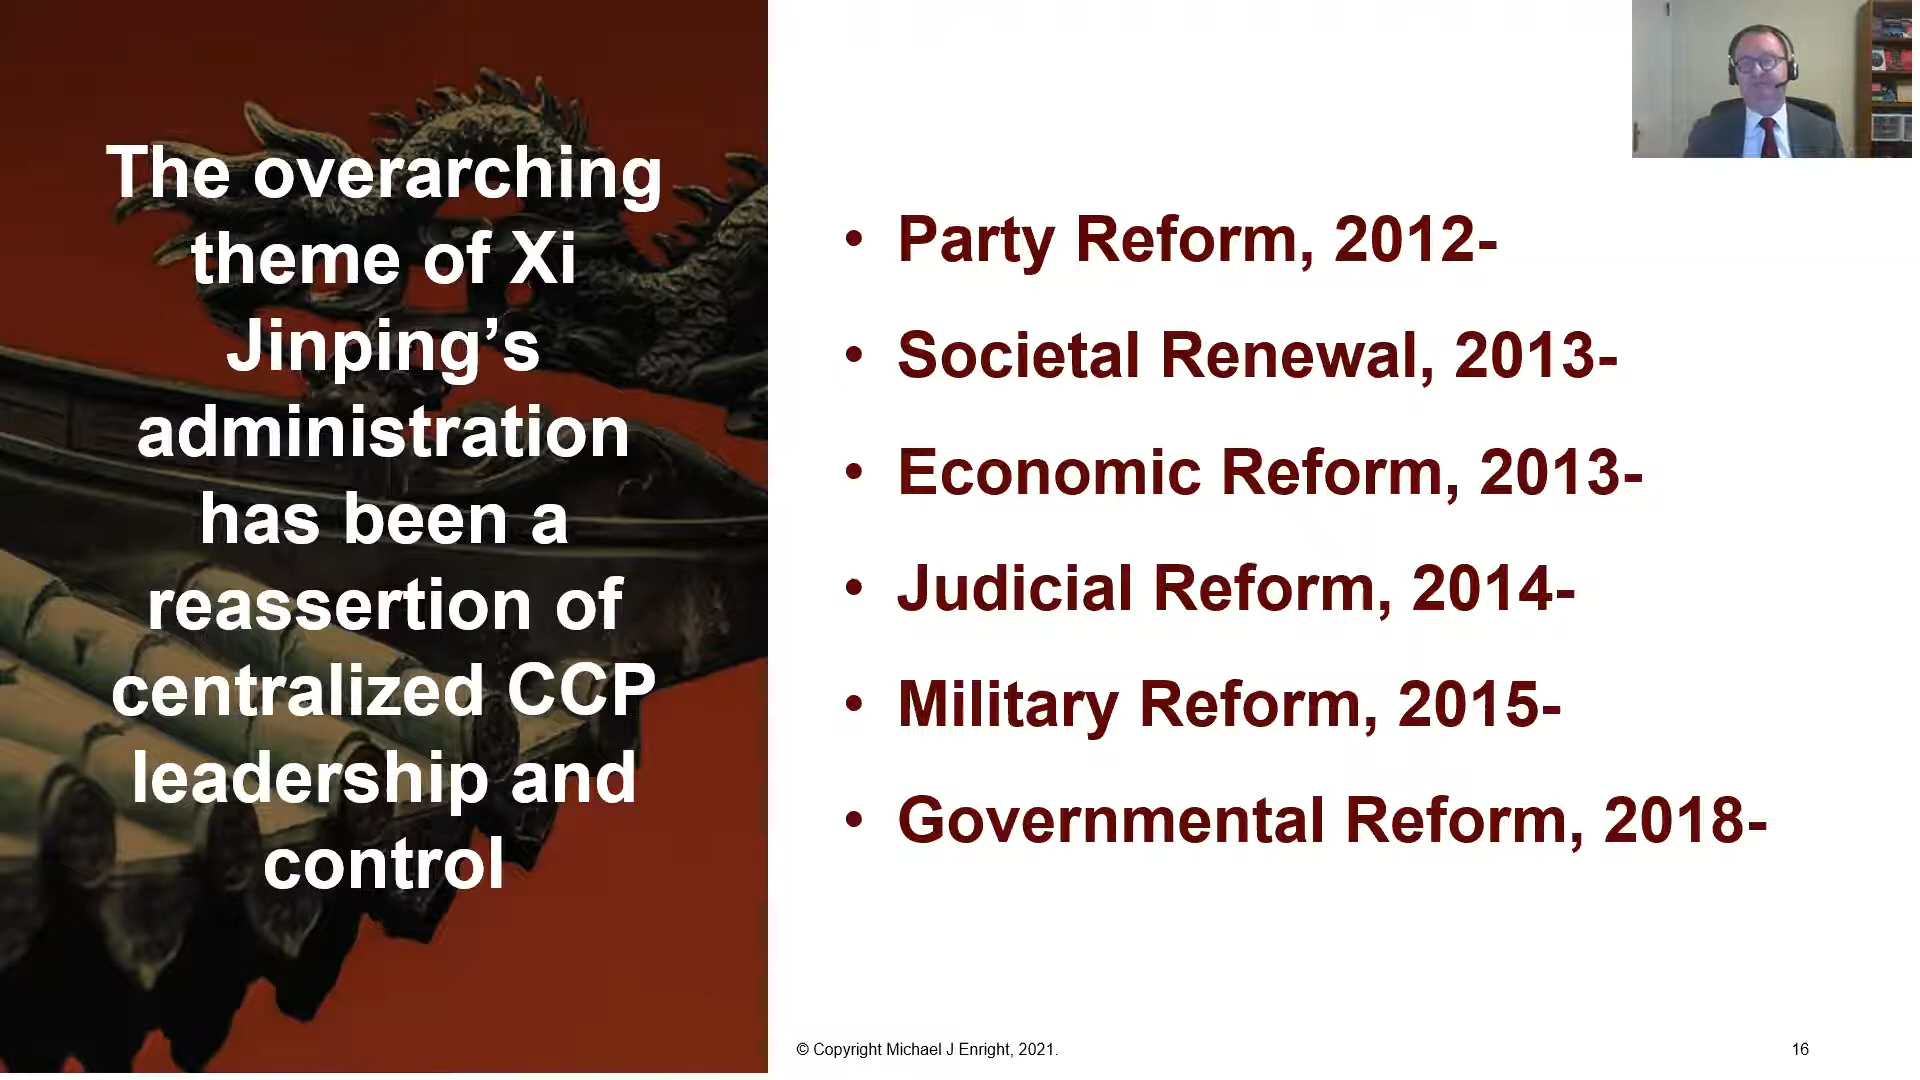 The overarching
theme of Xi
Jinping’s
administration
has been a
reassertion of
centralized CCP
leadership and
control
• Party Reform, 2012-
• Societal Renewal, 2013-
• Economic Reform, 2013-
• Judicial Reform, 2014-
• Military Reform, 2015-
• Governmental Reform, 2018-
© Copyright Michael J Enright, 2021.
16